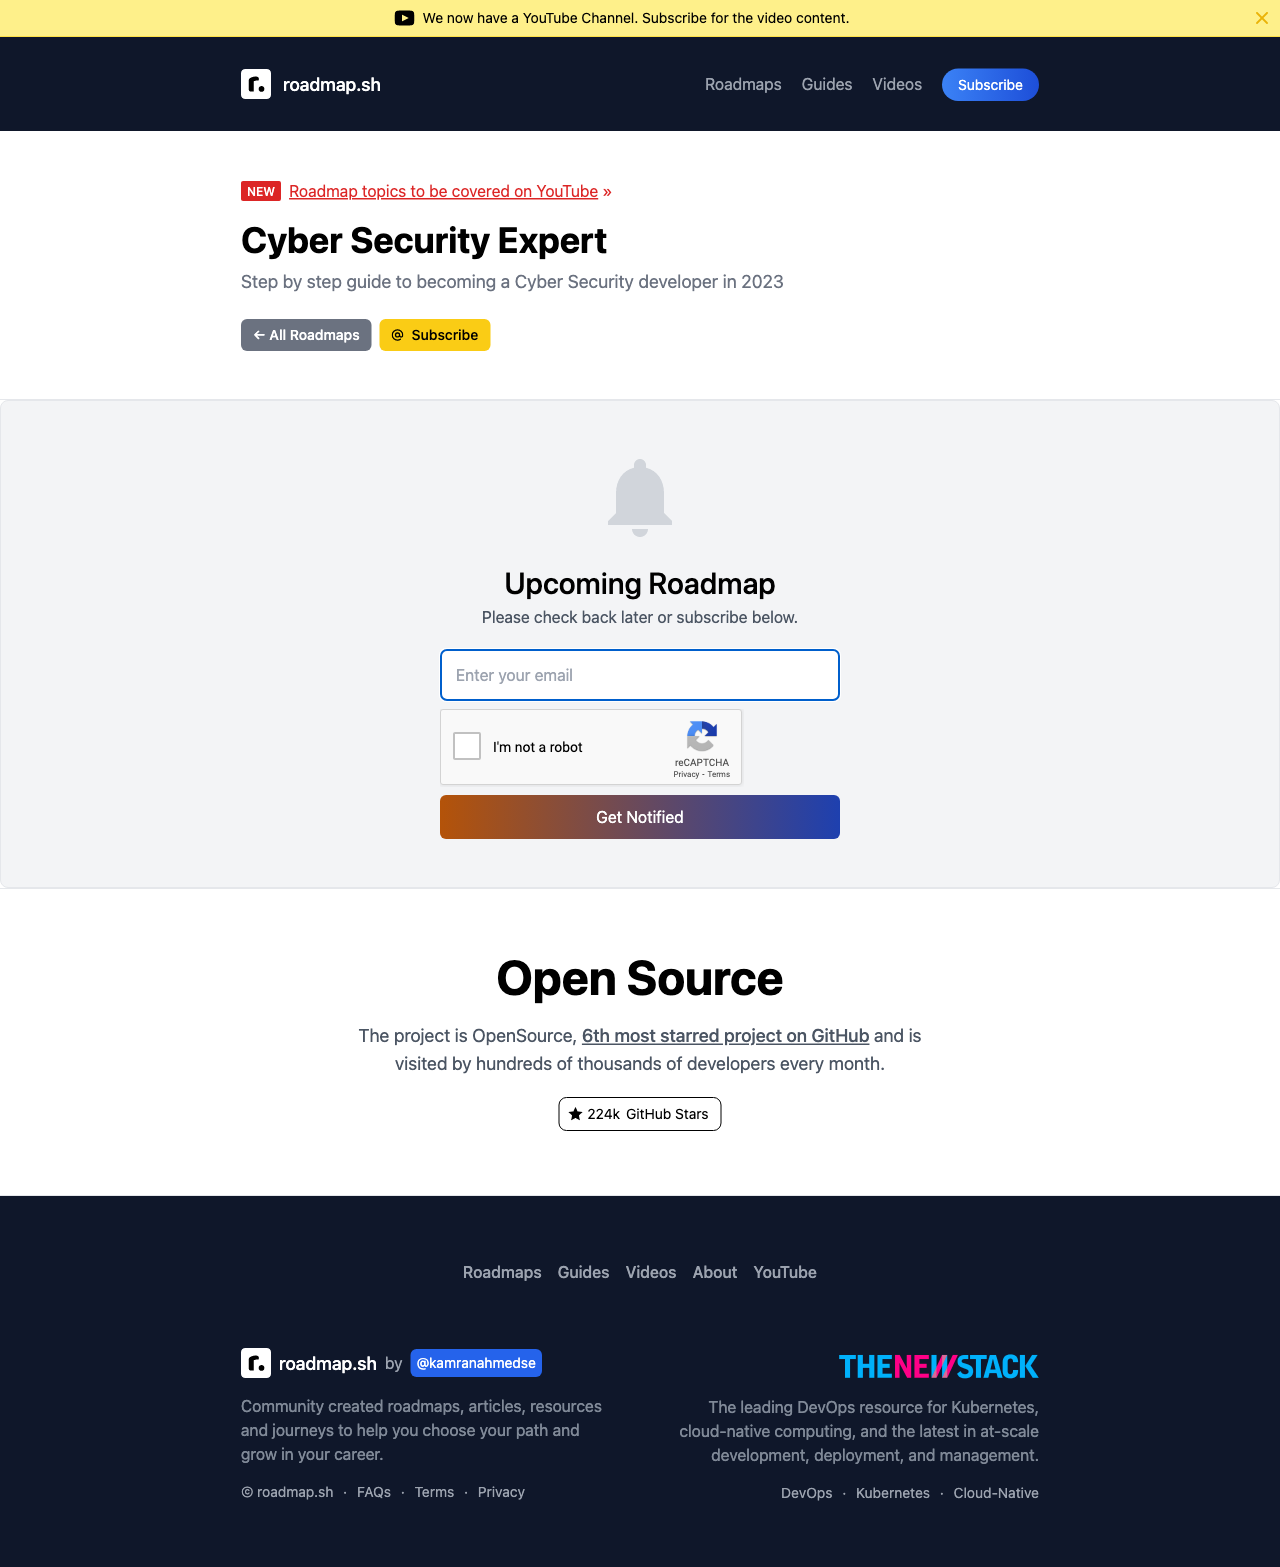 We now have a YouTube Channel. Subscribe for the video content.
roadmap.sh
Roadmaps Guides Videos Subscribe
NEW Roadmap topics to be covered on YouTube »
Cyber Security Expert
Step by step guide to becoming a Cyber Security developer in 2023
← All Roadmaps
@ Subscribe
Upcoming Roadmap
Please check back later or subscribe below.
Enter your email
I'm not a robot
reCAPTCHA
Privacy - Terms
Get Notified
Open Source
The project is OpenSource, 6th most starred project on GitHub and is
visited by hundreds of thousands of developers every month.
★ 224k GitHub Stars
Roadmaps Guides Videos About YouTube
roadmap.sh by @kamranahmedse
Community created roadmaps, articles, resources
and journeys to help you choose your path and
grow in your career.
© roadmap.sh · FAQs · Terms · Privacy
THENEWSTACK
The leading DevOps resource for Kubernetes,
cloud-native computing, and the latest in at-scale
development, deployment, and management.
DevOps · Kubernetes · Cloud-Native